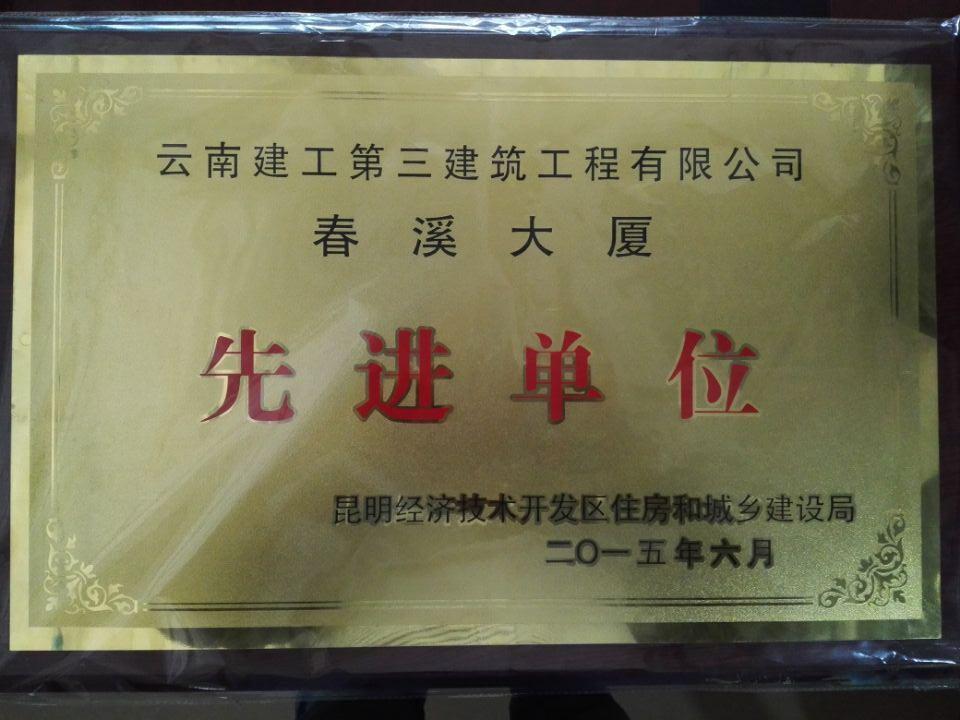 云南建工第三建筑工程有限公司
春溪大厦
先进单位
昆明经济技术开发区住房和城乡建设局
二〇一五年六月